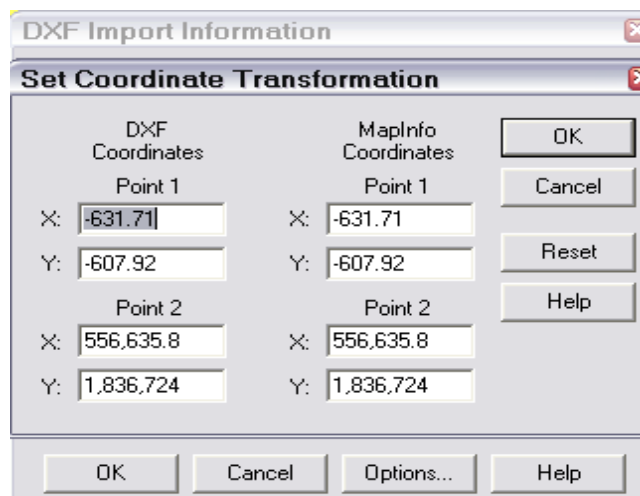 DXF Import Information
Set Coordinate Transformation
DXF Coordinates
MapInfo Coordinates
Point 1
Point 1
X: -631.71
X: -631.71
Y: -607.92
Y: -607.92
Point 2
Point 2
X: 556,635.8
X: 556,635.8
Y: 1,836,724
Y: 1,836,724
OK
Cancel
Reset
Help
OK
Cancel
Options...
Help